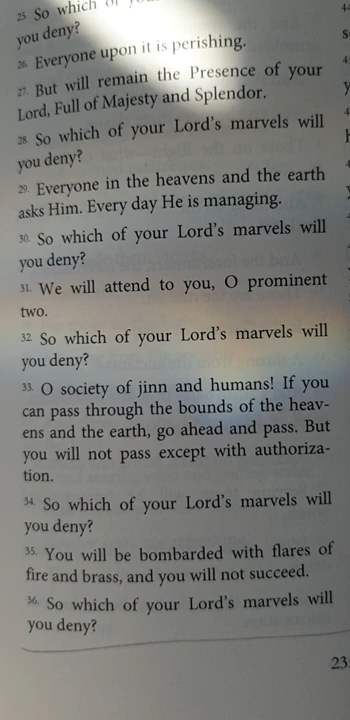 25. So which of
you deny?
26. Everyone upon it is perishing.
27. But will remain the Presence of your
Lord, Full of Majesty and Splendor.
28. So which of your Lord's marvels will
you deny?
29. Everyone in the heavens and the earth
asks Him. Every day He is managing.
30. So which of your Lord's marvels will
you deny?
31. We will attend to you, O prominent
two.
32 So which of your Lord's marvels will
you deny?
33. O society of jinn and humans! If you
can pass through the bounds of the heav-
ens and the earth, go ahead and pass. But
you will not pass except with authoriza-
tion.
34. So which of your Lord's marvels will
you deny?
35. You will be bombarded with flares of
fire and brass, and you will not succeed.
36. So which of your Lord's marvels will
you deny?
23